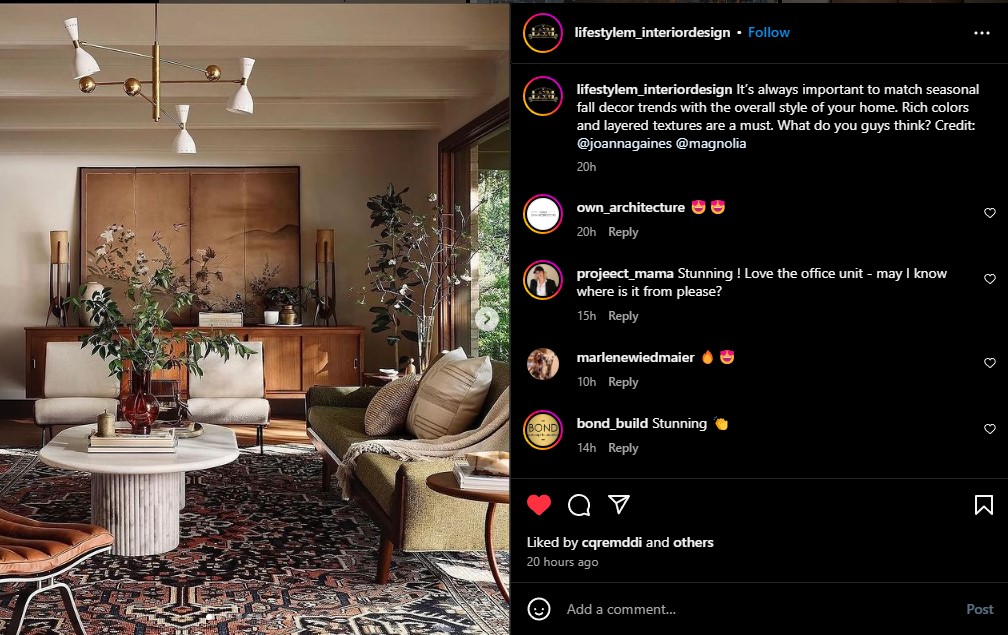 lifestylem_interiordesign • Follow
lifestylem_interiordesign It's always important to match seasonal
fall decor trends with the overall style of your home. Rich colors
and layered textures are a must. What do you guys think? Credit:
@joannagaines @magnolia
20h
own_architecture 😍 😍
20h Reply
projeect_mama Stunning ! Love the office unit - may I know
where is it from please?
15h Reply
marlenewiedmaier 🔥 😍
10h Reply
BOND
bond_build Stunning 👏
14h Reply
Liked by cqremddi and others
20 hours ago
Add a comment...
Post